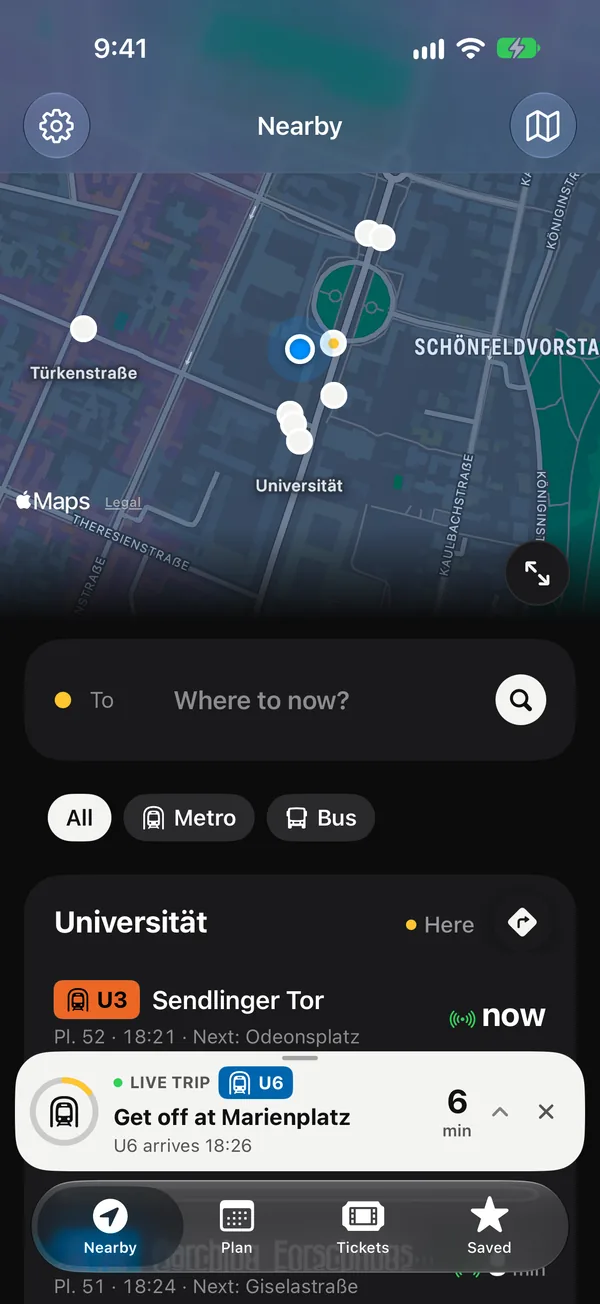 9:41
Nearby
KÖNIGINSTR
SCHÖNFELDVORSTA
Türkenstraße
Universität
Maps Legal
THERESIENSTRAßE
KAULBACHSTRAßE
KÖNIGINST
STRAßE
To Where to now?
All Metro Bus
Universität Here
U3 Sendlinger Tor now
Pl. 52 · 18:21 · Next: Odeonsplatz
LIVE TRIP U6
Get off at Marienplatz
U6 arrives 18:26
6
min
Nearby Plan Tickets Saved
min
Pl. 51 · 18:24 · Next: Giselastraße